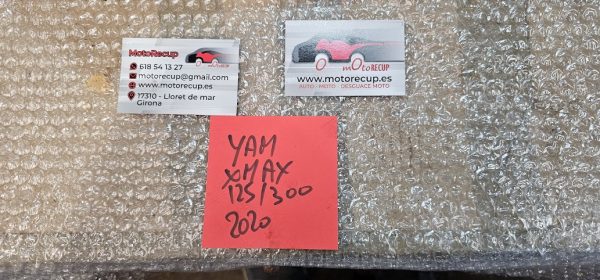 MotoRecup
618 54 13 27
motorecup@gmail.com
www.motorecup.es
17310 - Lloret de mar
Girona
mOtoRECUP
www.motorecup.es
AUTO - MOTO - DESGUACE MOTO
YAM
XMAX
125/300
2020